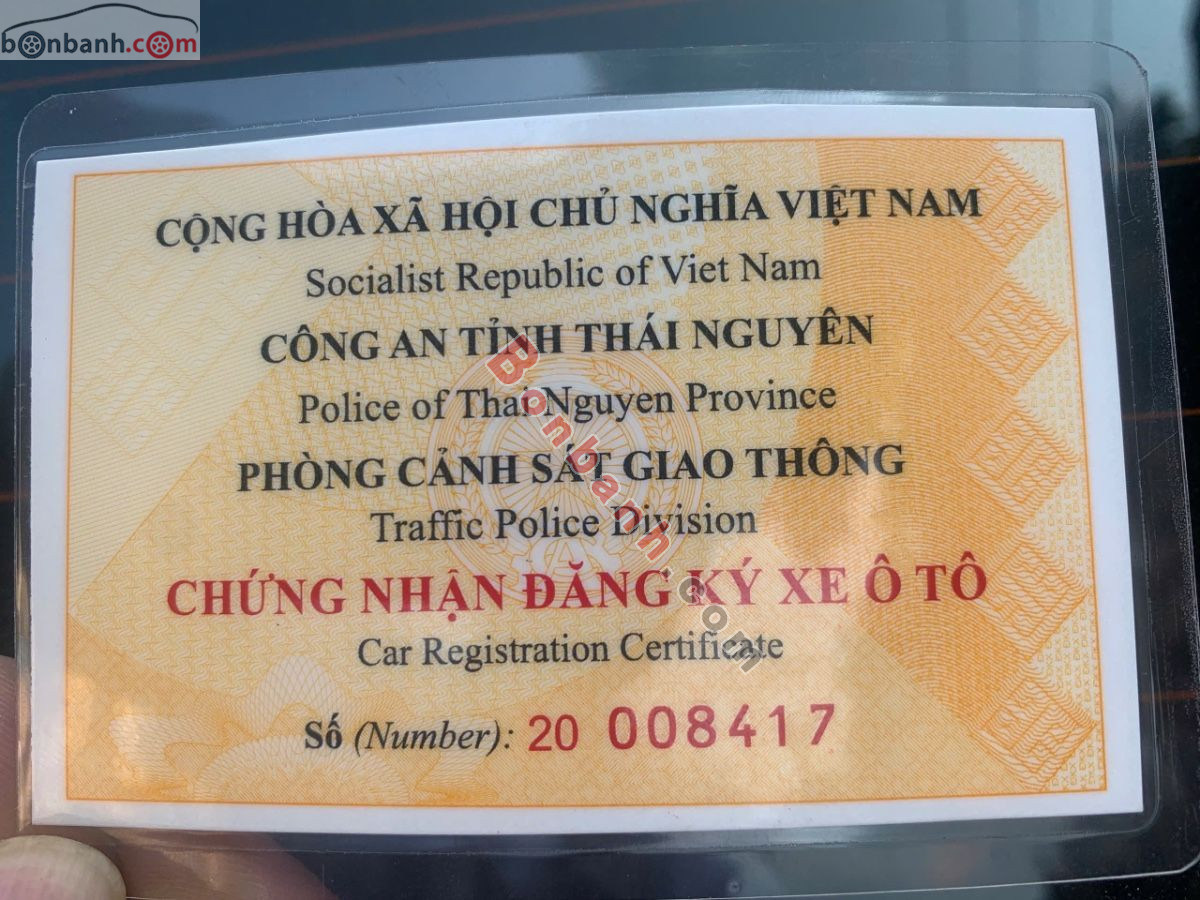 bonbanh.com
CỘNG HÒA XÃ HỘI CHỦ NGHĨA VIỆT NAM
Socialist Republic of Viet Nam
CÔNG AN TỈNH THÁI NGUYÊN
Police of Thai Nguyen Province
PHÒNG CẢNH SÁT GIAO THÔNG
Traffic Police Division
CHỨNG NHẬN ĐĂNG KÝ XE Ô TÔ
Car Registration Certificate
Số (Number): 20 008417
Bonbanh.com